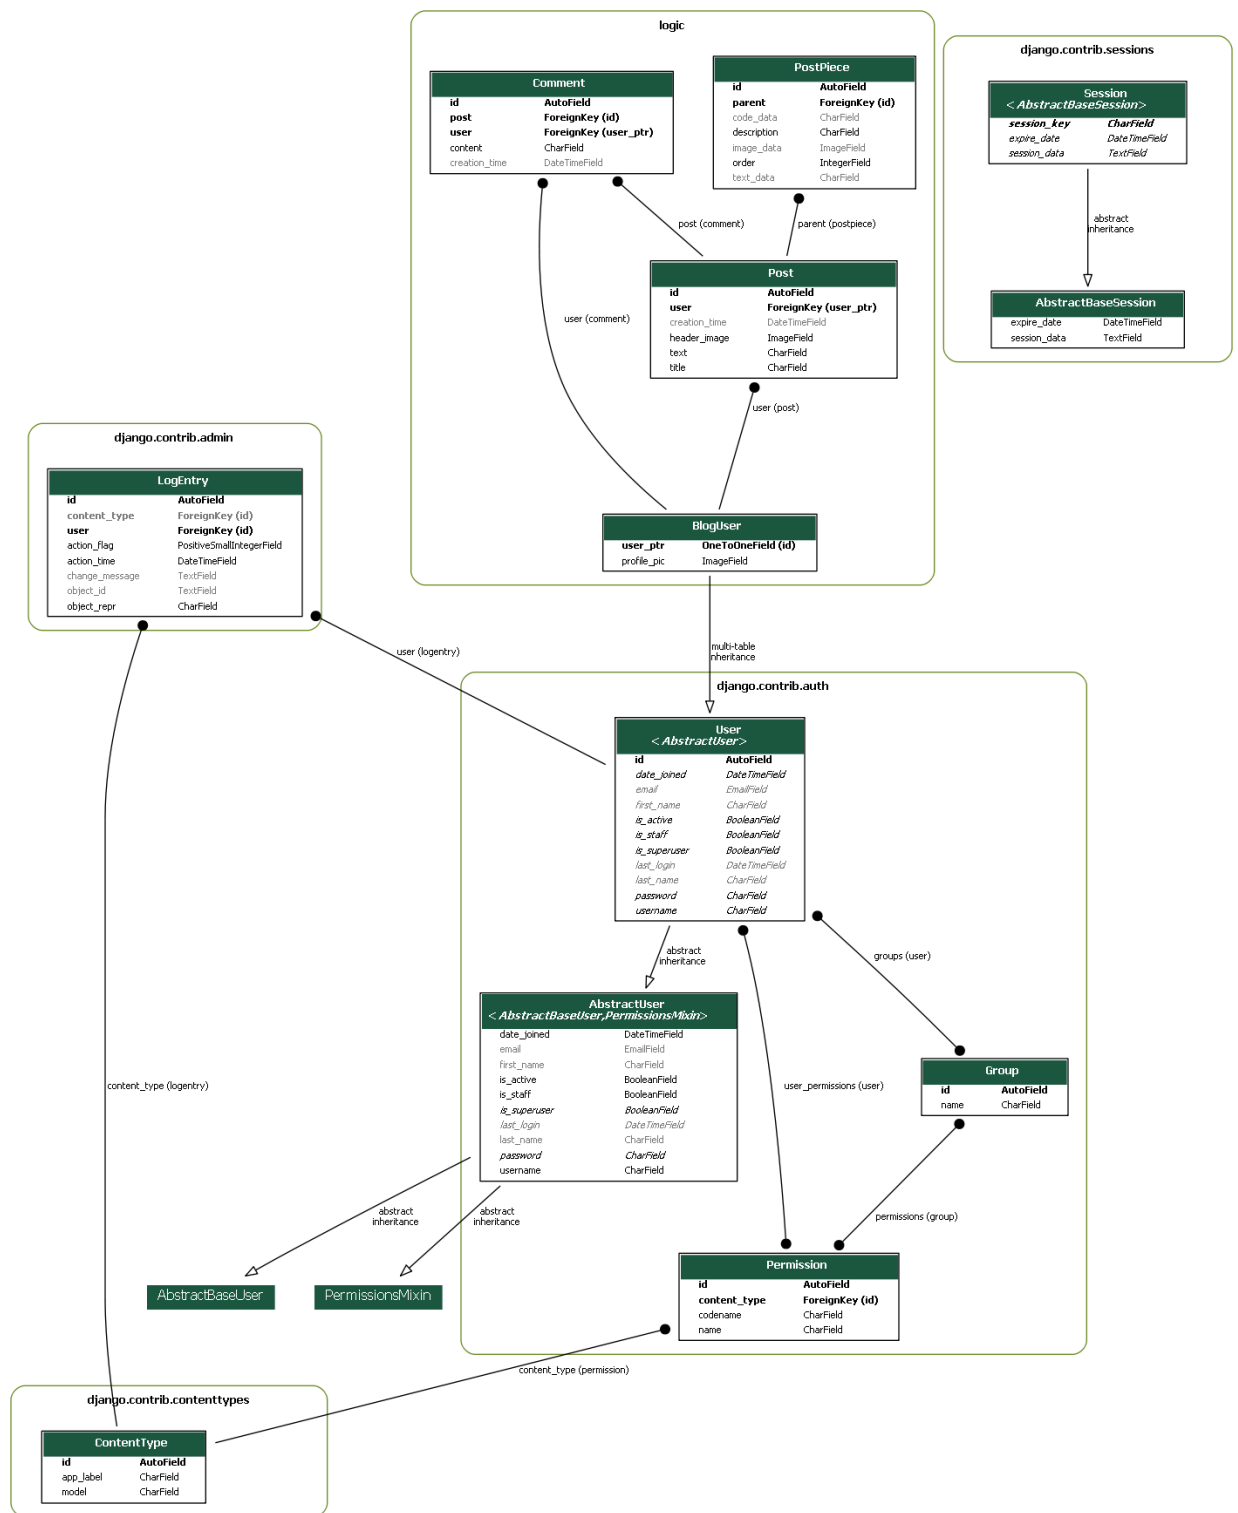 logic
Comment
id AutoField
post ForeignKey (id)
user ForeignKey (user_ptr)
content CharField
creation_time DateTimeField
PostPiece
id AutoField
parent ForeignKey (id)
code_data CharField
description CharField
image_data ImageField
order IntegerField
text_data CharField
post (comment)
parent (postpiece)
user (comment)
Post
id AutoField
user ForeignKey (user_ptr)
creation_time DateTimeField
header_image ImageField
text CharField
title CharField
user (post)
BlogUser
user_ptr OneToOneField (id)
profile_pic ImageField
django.contrib.sessions
Session
<AbstractBaseSession>
session_key CharField
expire_date DateTimeField
session_data TextField
abstract
inheritance
AbstractBaseSession
expire_date DateTimeField
session_data TextField
django.contrib.admin
LogEntry
id AutoField
content_type ForeignKey (id)
user ForeignKey (id)
action_flag PositiveSmallIntegerField
action_time DateTimeField
change_message TextField
object_id TextField
object_repr CharField
user (logentry)
multi-table
inheritance
django.contrib.auth
User
<AbstractUser>
id AutoField
date_joined DateTimeField
email EmailField
first_name CharField
is_active BooleanField
is_staff BooleanField
is_superuser BooleanField
last_login DateTimeField
last_name CharField
password CharField
username CharField
abstract
inheritance
groups (user)
AbstractUser
<AbstractBaseUser,PermissionsMixin>
date_joined DateTimeField
email EmailField
first_name CharField
is_active BooleanField
is_staff BooleanField
is_superuser BooleanField
last_login DateTimeField
last_name CharField
password CharField
username CharField
user_permissions (user)
Group
id AutoField
name CharField
content_type (logentry)
permissions (group)
abstract
inheritance
abstract
inheritance
AbstractBaseUser
PermissionsMixin
Permission
id AutoField
content_type ForeignKey (id)
codename CharField
name CharField
content_type (permission)
django.contrib.contenttypes
ContentType
id AutoField
app_label CharField
model CharField